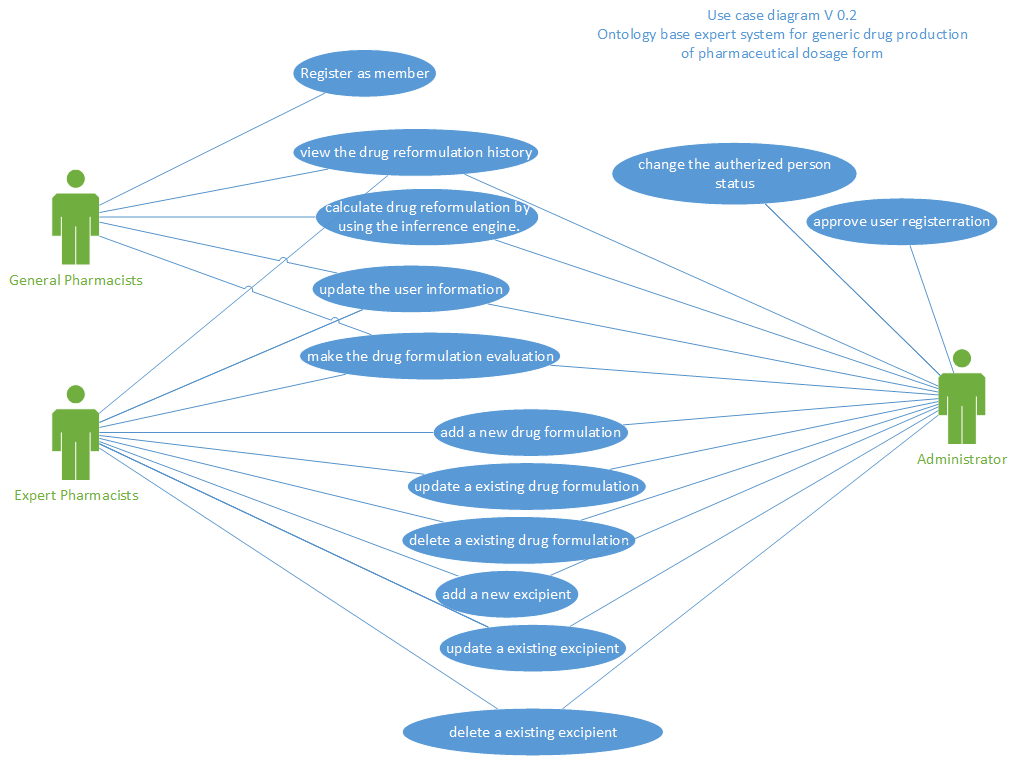 Use case diagram V 0.2
Ontology base expert system for generic drug production
of pharmaceutical dosage form
Register as member
view the drug reformulation history
change the autherized person
status
calculate drug reformulation by
using the inferrence engine.
approve user registerration
General Pharmacists
update the user information
make the drug formulation evaluation
add a new drug formulation
Administrator
update a existing drug formulation
Expert Pharmacists
delete a existing drug formulation
add a new excipient
update a existing excipient
delete a existing excipient